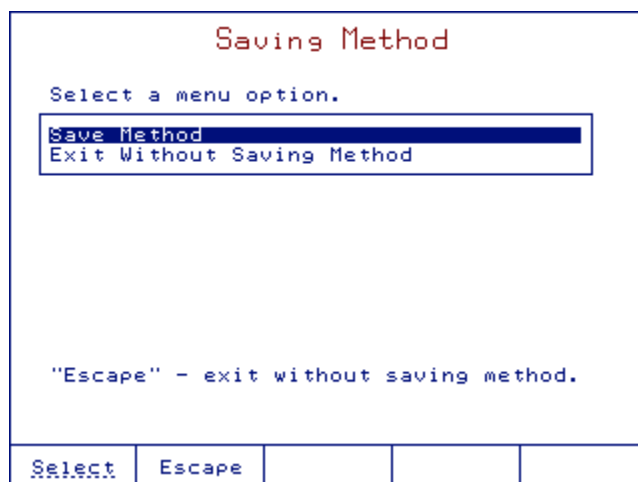 Saving Method
Select a menu option.
Save Method
Exit Without Saving Method
"Escape" - exit without saving method.
Select Escape